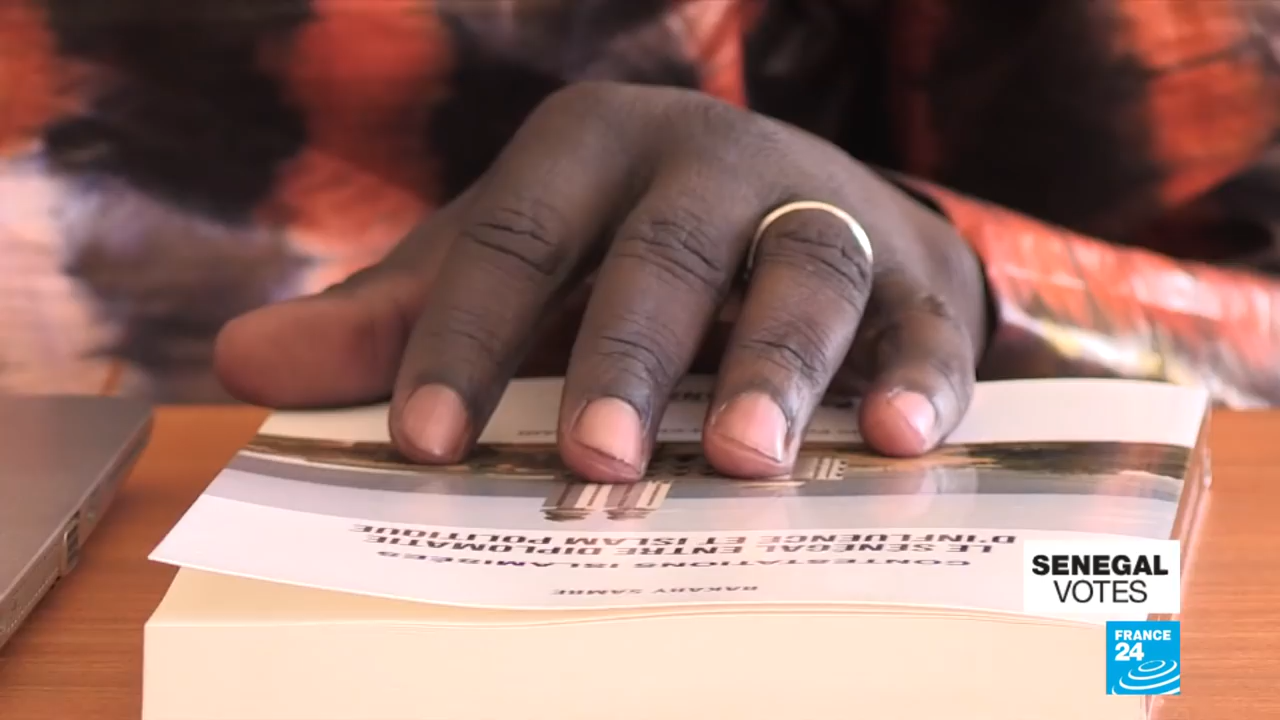 BAKARY SAMBE
CONTESTATIONS ISLAMISÉES
LE SÉNÉGAL ENTRE DIPLOMATIE
D'INFLUENCE ET ISLAM POLITIQUE
SENEGAL
VOTES
FRANCE
24